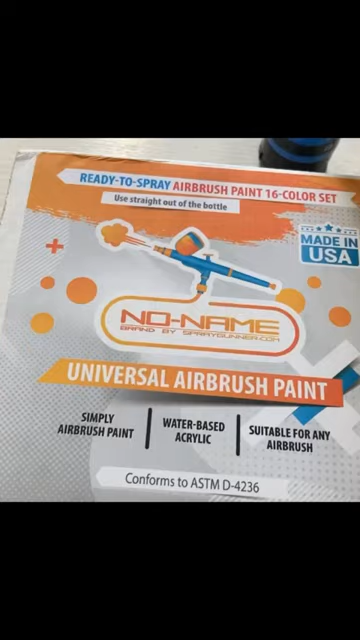 READY-TO-SPRAY AIRBRUSH PAINT 16-COLOR SET
Use straight out of the bottle
MADE IN
USA
NO-NAME
BRAND BY SPRAYGUNNER.COM
UNIVERSAL AIRBRUSH PAINT
SIMPLY
AIRBRUSH PAINT
WATER-BASED
ACRYLIC
SUITABLE FOR ANY
AIRBRUSH
Conforms to ASTM D-4236